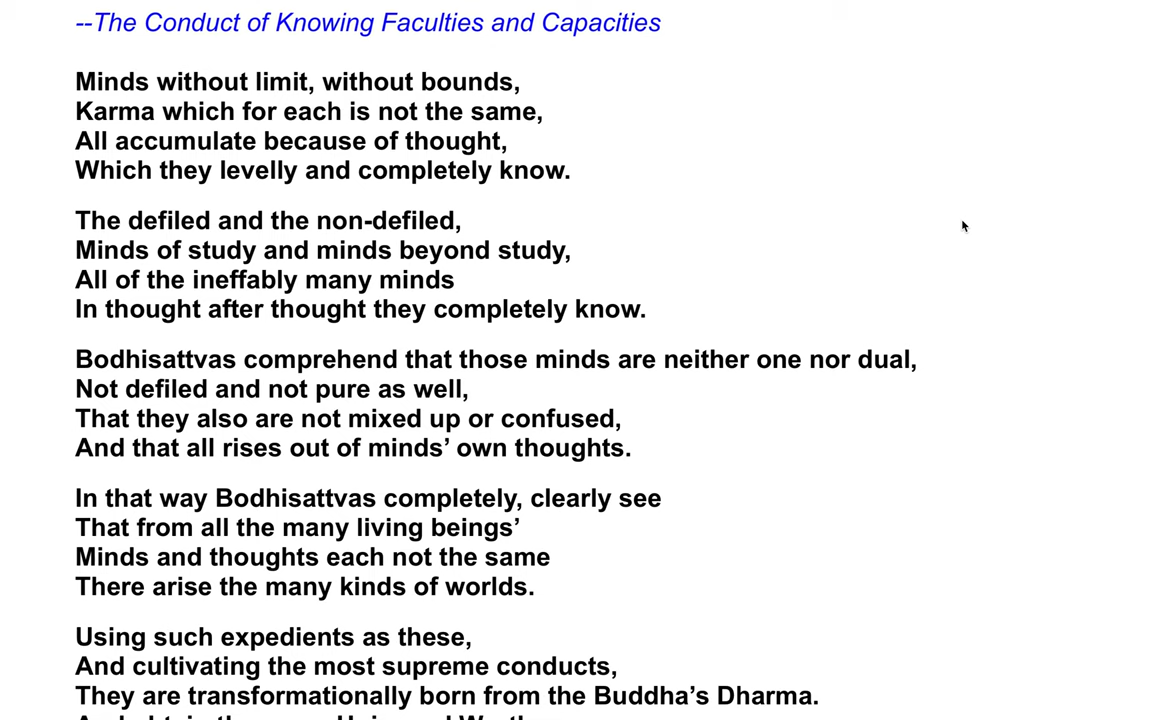 --The Conduct of Knowing Faculties and Capacities
Minds without limit, without bounds,
Karma which for each is not the same,
All accumulate because of thought,
Which they levelly and completely know.
The defiled and the non-defiled,
Minds of study and minds beyond study,
All of the ineffably many minds
In thought after thought they completely know.
Bodhisattvas comprehend that those minds are neither one nor dual,
Not defiled and not pure as well,
That they also are not mixed up or confused,
And that all rises out of minds’ own thoughts.
In that way Bodhisattvas completely, clearly see
That from all the many living beings’
Minds and thoughts each not the same
There arise the many kinds of worlds.
Using such expedients as these,
And cultivating the most supreme conducts,
They are transformationally born from the Buddha’s Dharma.